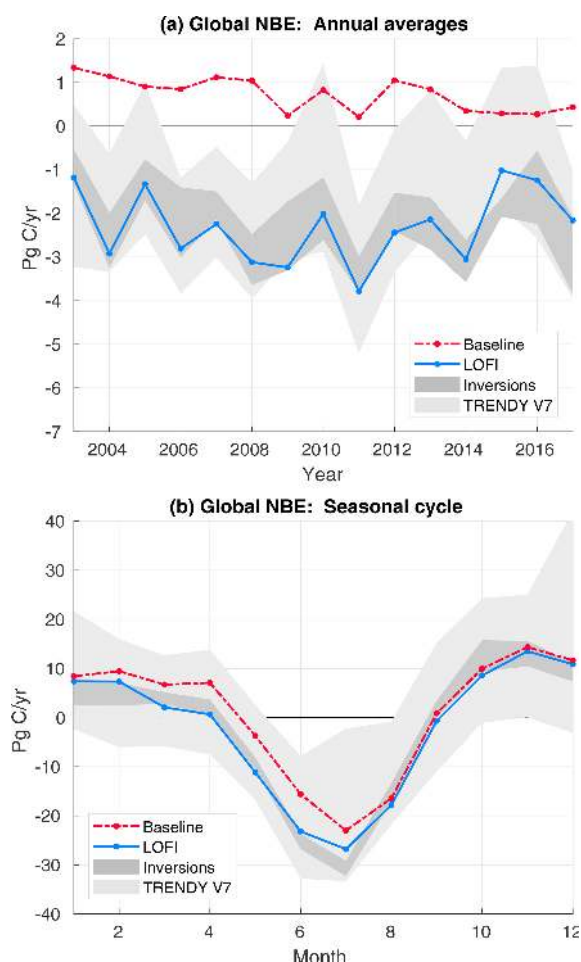 (a) Global NBE: Annual averages
2
1
0
-1
-2
-3
-4
-5
-6
-7
Pg C/yr
Baseline
LOFI
Inversions
TRENDY V7
2004 2006 2008 2010 2012 2014 2016
Year
(b) Global NBE: Seasonal cycle
40
30
20
10
0
-10
-20
-30
-40
Pg C/yr
Baseline
LOFI
Inversions
TRENDY V7
2 4 6 8 10 12
Month